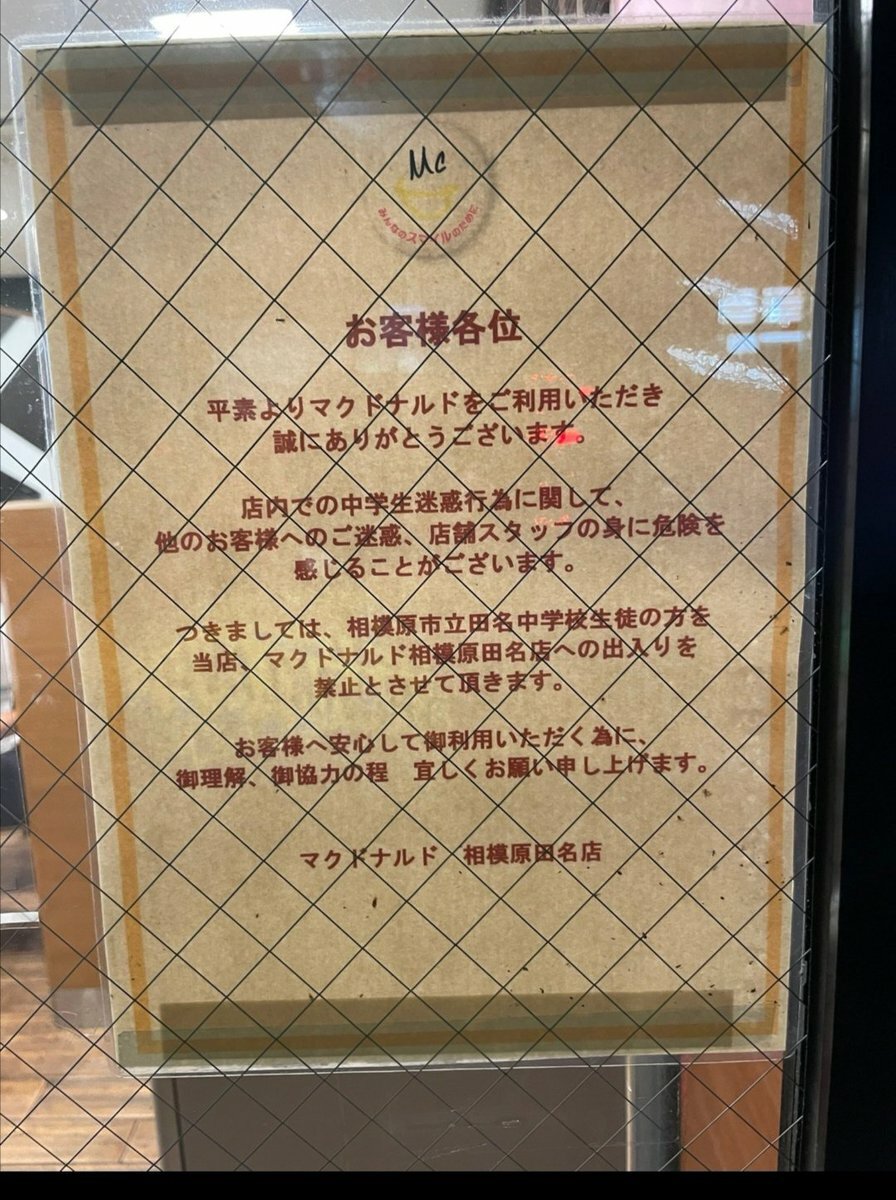 Mc
みんなのスマイルのために
お客様各位
平素よりマクドナルドをご利用いただき
誠にありがとうございます。
店内での中学生迷惑行為に関して、
他のお客様へのご迷惑、店舗スタッフの身に危険を
感じることがございます。
つきましては、相模原市立田名中学校生徒の方を
当店、マクドナルド相模原田名店への出入りを
禁止とさせて頂きます。
お客様へ安心して御利用いただく為に、
御理解、御協力の程　宜しくお願い申し上げます。
マクドナルド　相模原田名店